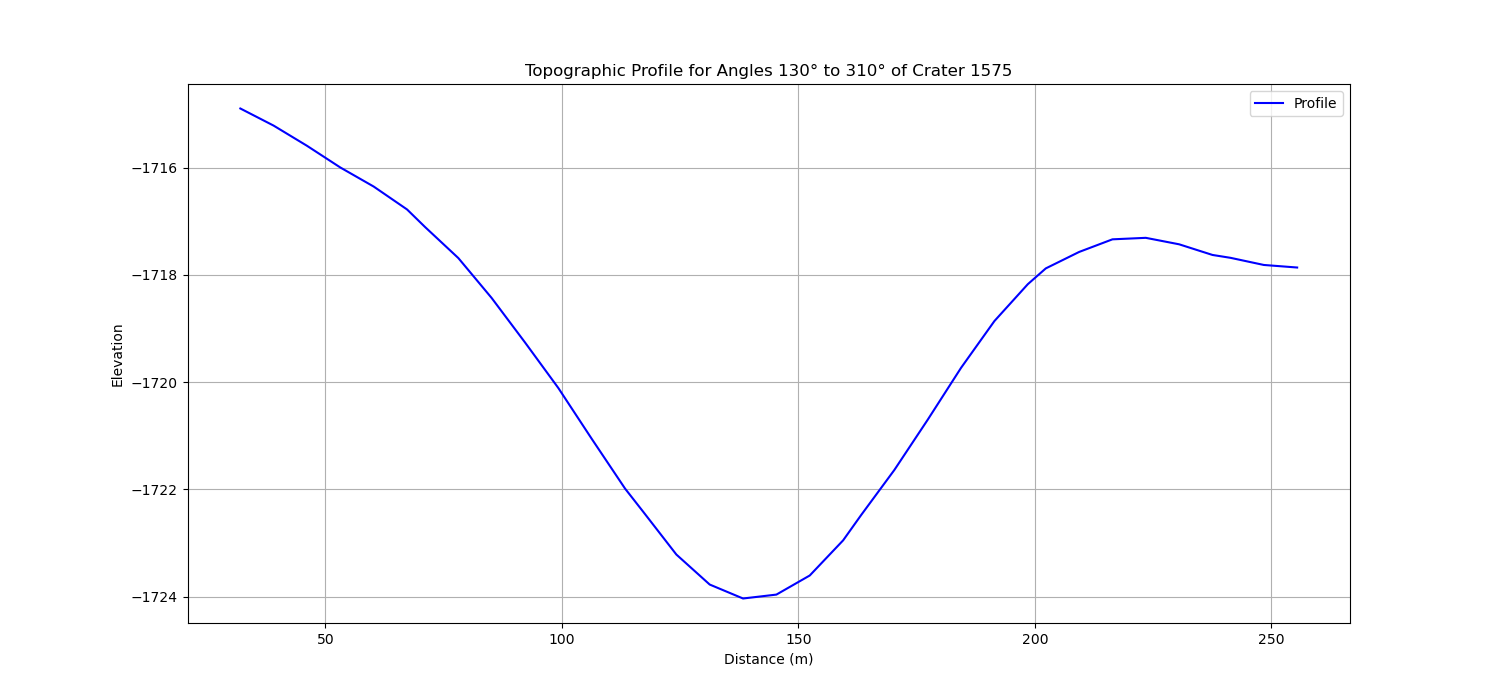 Topographic Profile for Angles 130° to 310° of Crater 1575
Profile
Elevation
−1716
−1718
−1720
−1722
−1724
50 100 150 200 250
Distance (m)